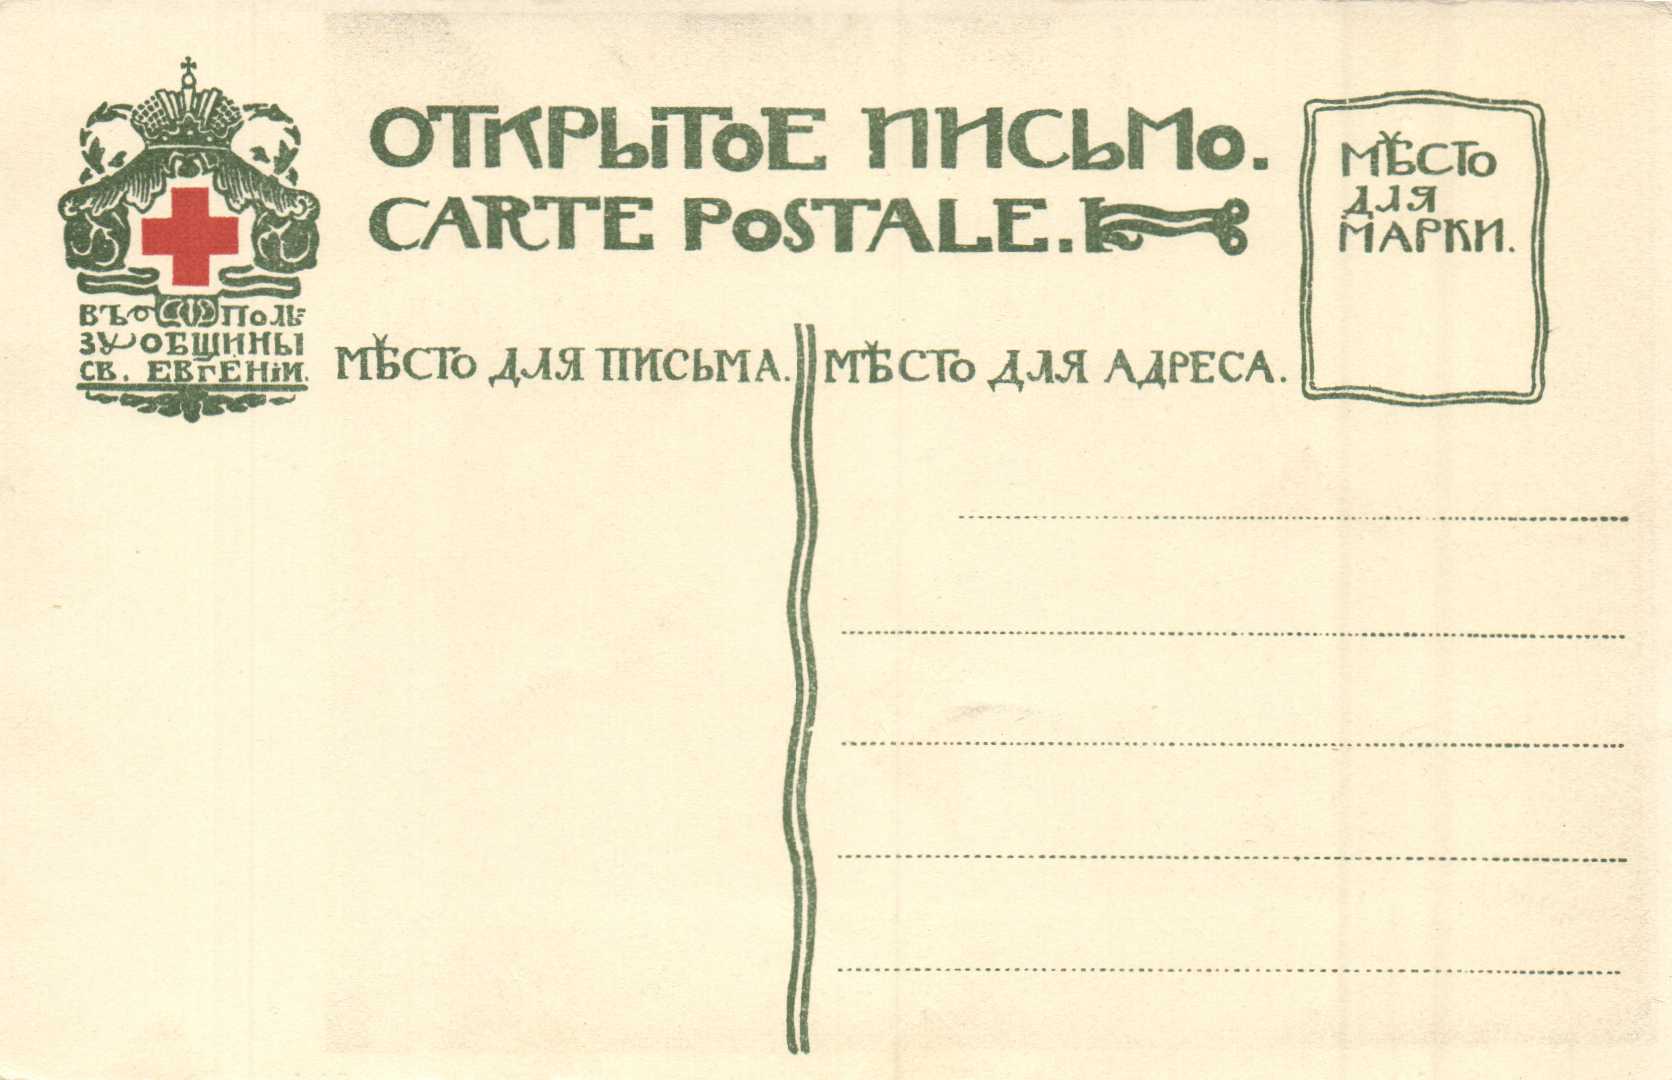 ОТКРЫТОЕ ПИСЬМО.
CARTE POSTALE.
МѢСТО
ДЛЯ
МАРКИ.
ВЪ ПОЛЬ-
ЗУ ОБЩИНЫ
СВ. ЕВГЕНІИ.
МѢСТО ДЛЯ ПИСЬМА.
МѢСТО ДЛЯ АДРЕСА.